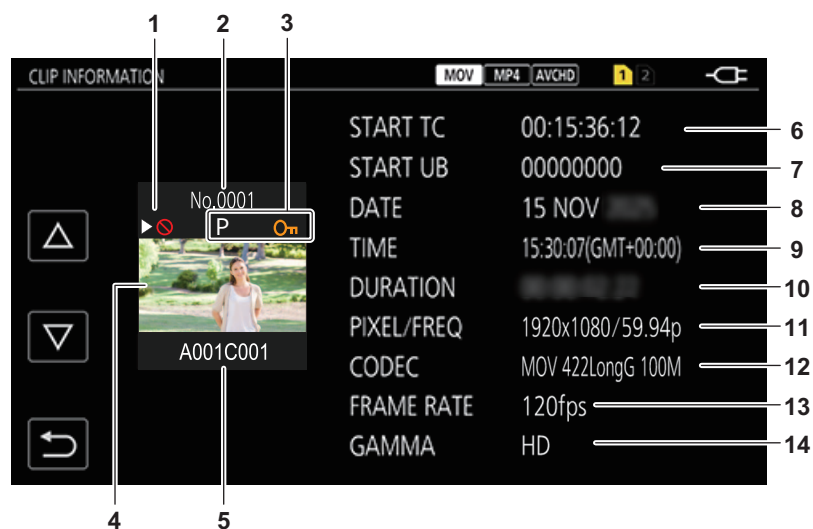 1 2 3
CLIP INFORMATION MOV MP4 AVCHD 1 2
START TC 00:15:36:12 6
START UB 00000000 7
No.0001
DATE 15 NOV 8
P
TIME 15:30:07(GMT+00:00) 9
DURATION 10
4
PIXEL/FREQ 1920x1080/59.94p 11
A001C001
CODEC MOV 422LongG 100M 12
FRAME RATE 120fps 13
GAMMA HD 14
4 5